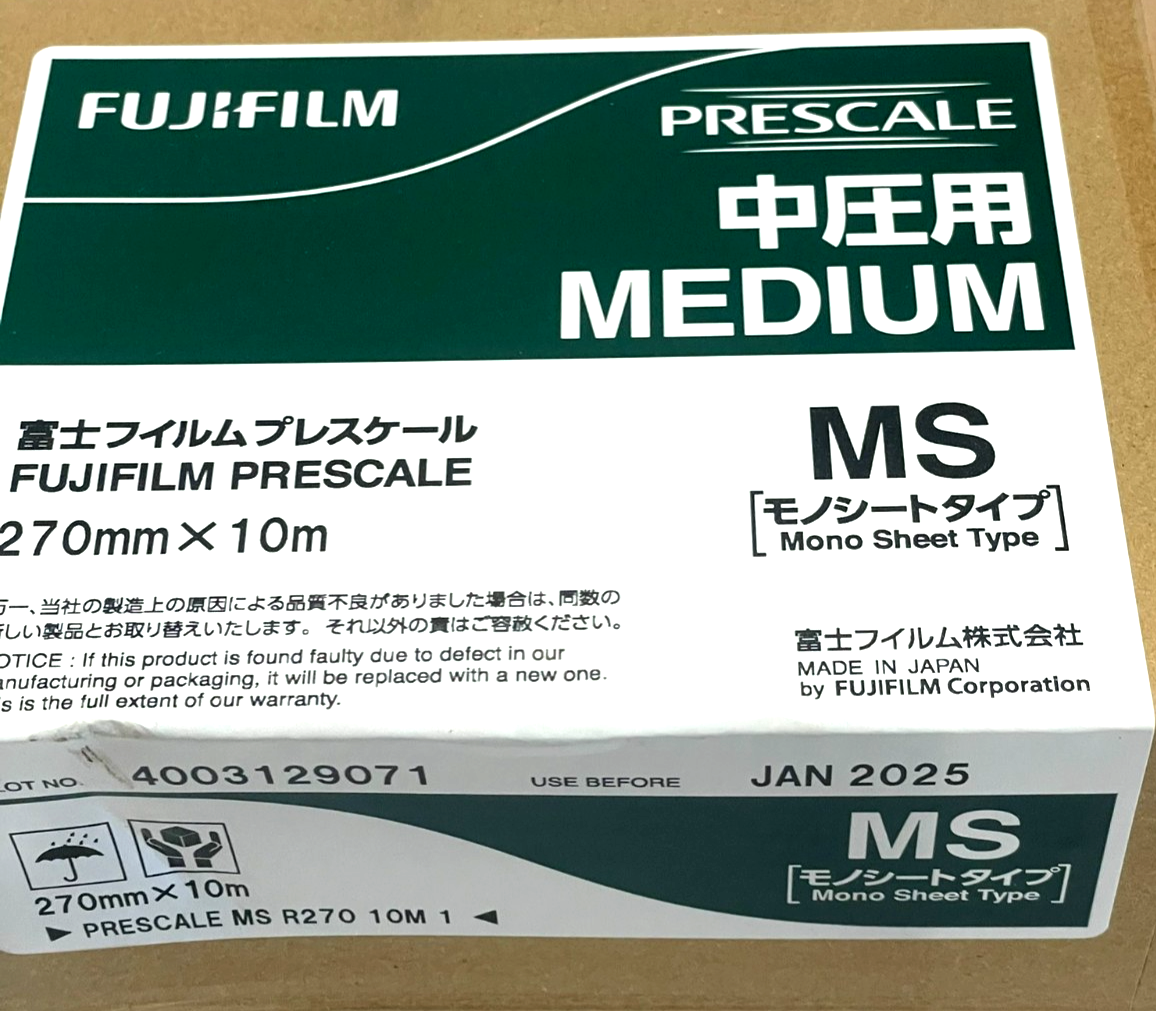 FUJIFILM
PRESCALE
中圧用
MEDIUM
富士フイルムプレスケール
FUJIFILM PRESCALE
270mm×10m
MS
[モノシートタイプ
Mono Sheet Type]
一、当社の製造上の原因による品質不良がありました場合は、同数の
しい製品とお取り替えいたします。それ以外の責はご容赦ください。
OTICE : If this product is found faulty due to defect in our
anufacturing or packaging, it will be replaced with a new one.
is is the full extent of our warranty.
富士フイルム株式会社
MADE IN JAPAN
by FUJIFILM Corporation
LOT NO. 4003129071 USE BEFORE JAN 2025
MS
[モノシートタイプ
Mono Sheet Type]
270mm×10m
▶ PRESCALE MS R270 10M 1 ◀